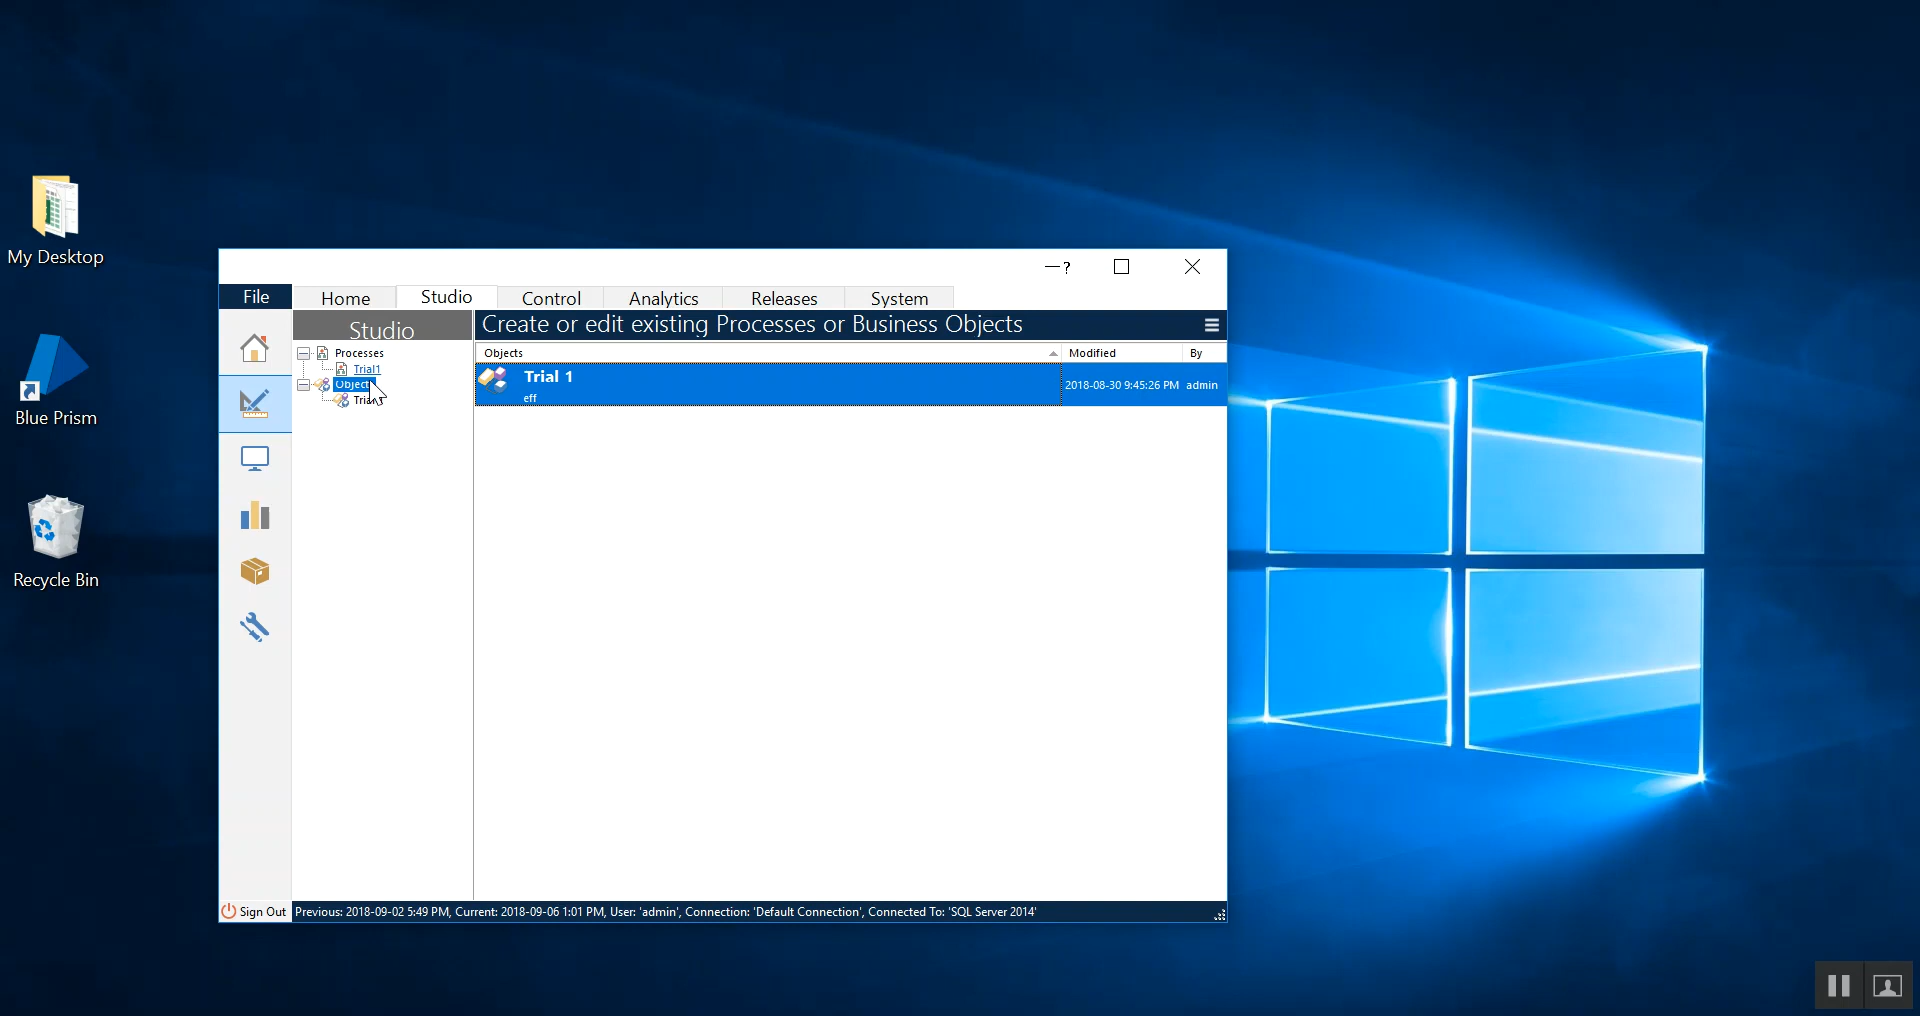 My Desktop
Blue Prism
Recycle Bin
?
File
Home
Studio
Control
Analytics
Releases
System
Studio
Create or edit existing Processes or Business Objects
Processes
Trial1
Object
Objects
Modified
By
Trial 1
eff
2018-08-30 9:45:26 PM
admin
Sign Out
Previous: 2018-09-02 5:49 PM, Current: 2018-09-06 1:01 PM, User: 'admin', Connection: 'Default Connection', Connected To: 'SQL Server 2014'